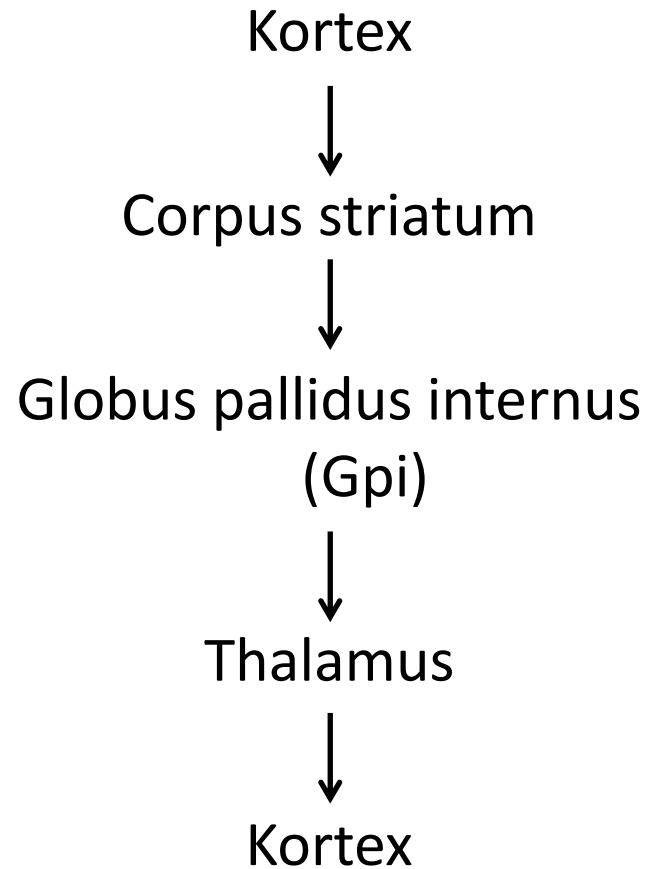 Kortex
Corpus striatum
Globus pallidus internus
(Gpi)
Thalamus
Kortex